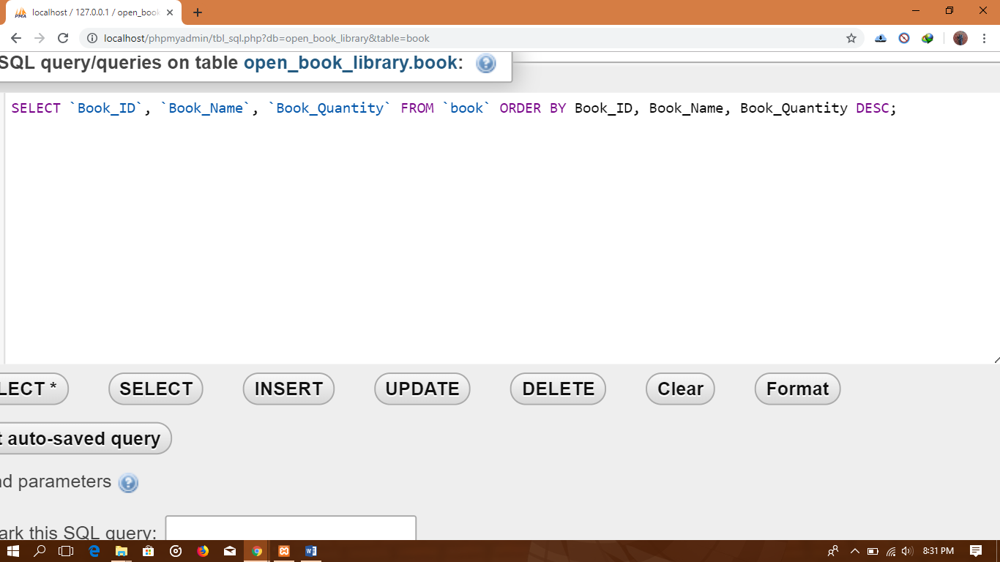 localhost / 127.0.0.1 / open_boo
localhost/phpmyadmin/tbl_sql.php?db=open_book_library&table=book
SQL query/queries on table open_book_library.book:
SELECT `Book_ID`, `Book_Name`, `Book_Quantity` FROM `book` ORDER BY Book_ID, Book_Name, Book_Quantity DESC;
LECT * SELECT INSERT UPDATE DELETE Clear Format
t auto-saved query
nd parameters
ark this SQL query:
8:31 PM